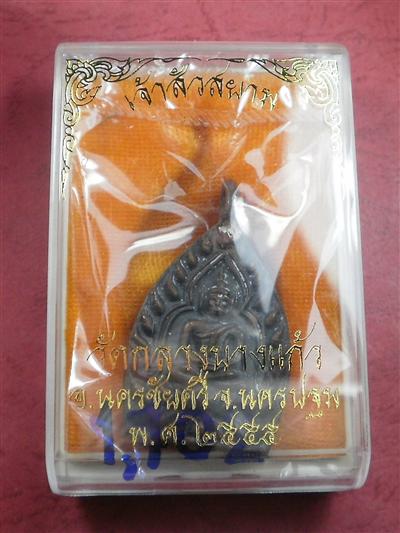 เจ้าสัวสยาม
วัดกลางบางแก้ว
อ.นครชัยศรี จ.นครปฐม
พ.ศ.๒๕๕๕